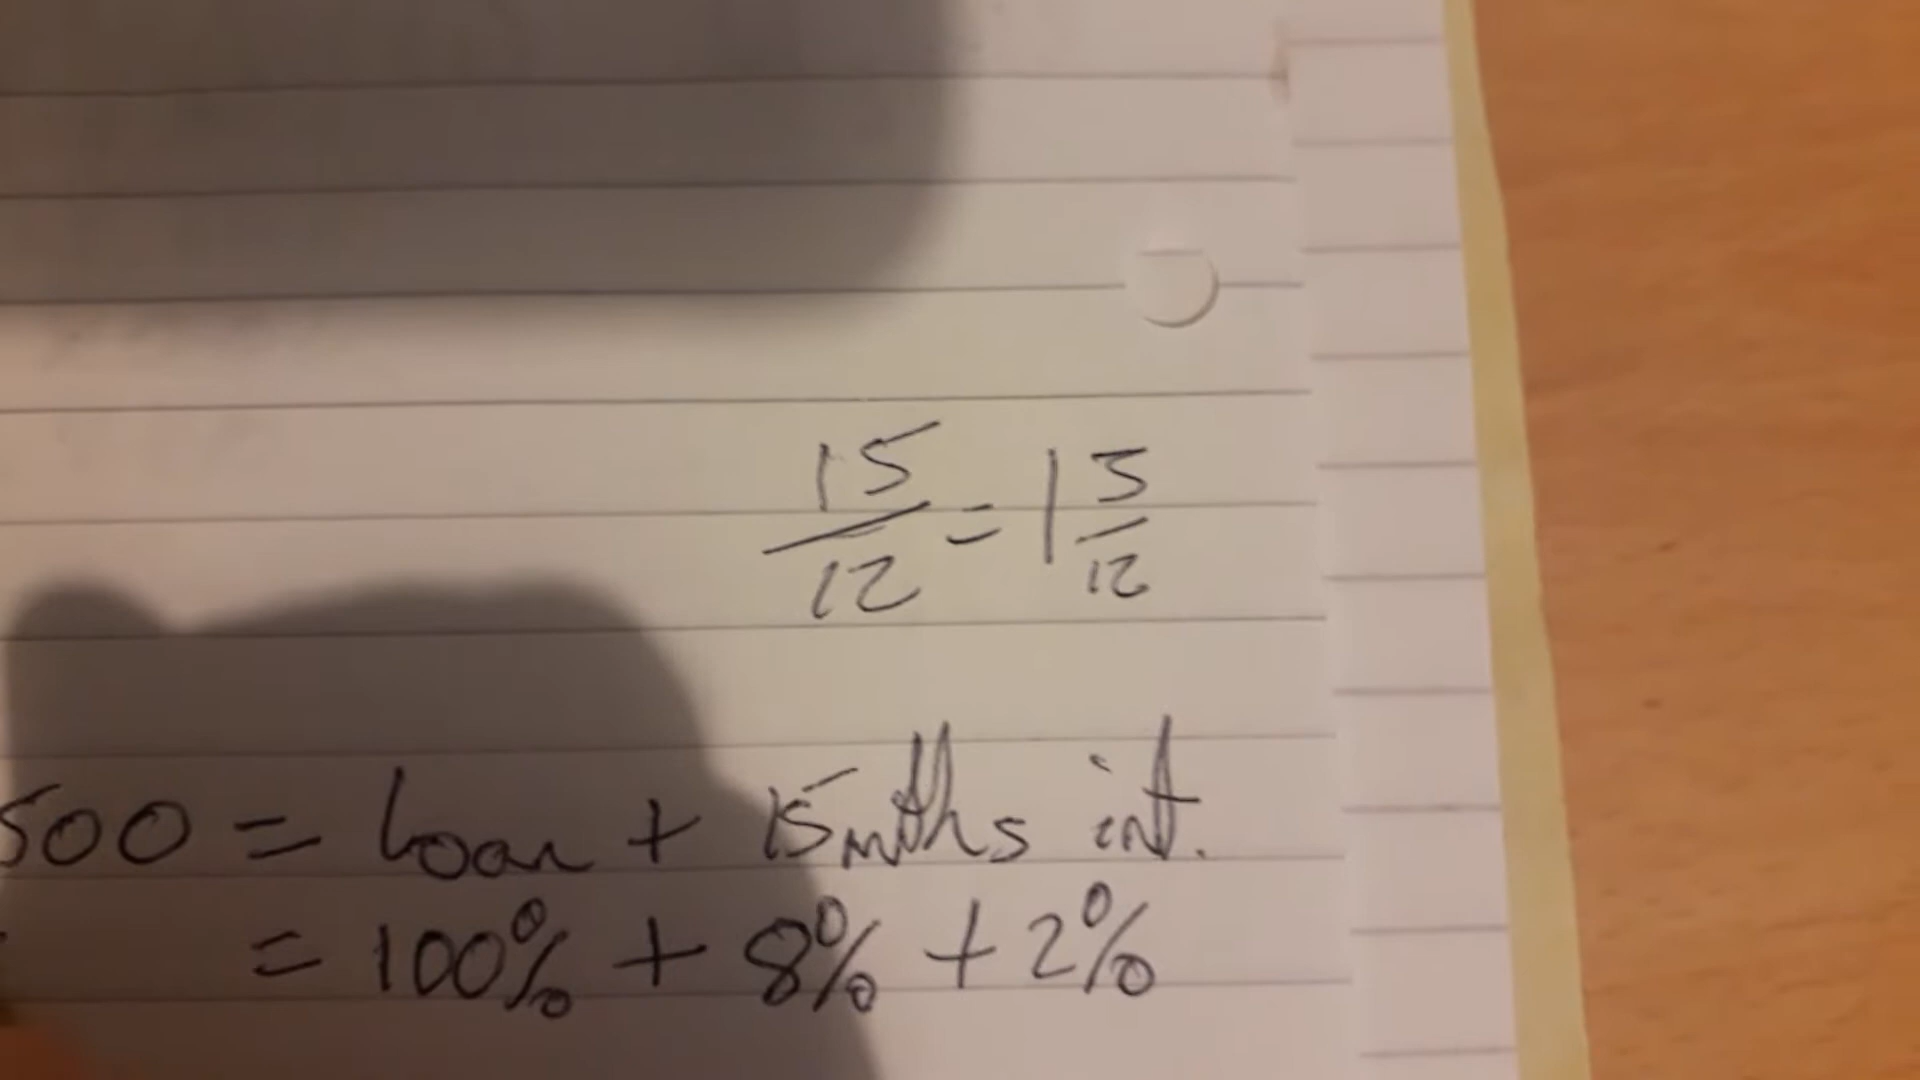 15/12 = 1 3/12
500 = Loan + 15mths int.
= 100% + 8% + 2%